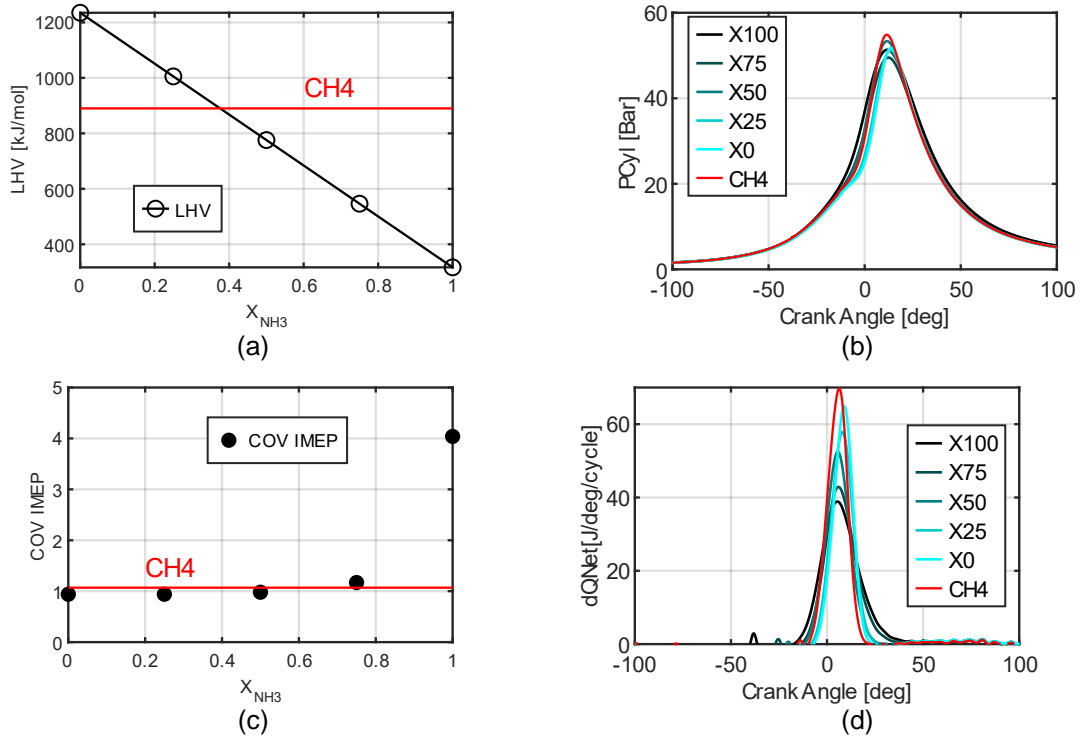 1200
1000
800
600
400
LHV [kJ/mol]
CH4
LHV
0 0.2 0.4 0.6 0.8 1
X_NH3
(a)
60
40
20
0
PCyl [Bar]
X100
X75
X50
X25
X0
CH4
-100 -50 0 50 100
Crank Angle [deg]
(b)
5
4
3
2
1
0
COV IMEP
COV IMEP
CH4
0 0.2 0.4 0.6 0.8 1
X_NH3
(c)
60
40
20
0
dQNet[J/deg/cycle]
X100
X75
X50
X25
X0
CH4
-100 -50 0 50 100
Crank Angle [deg]
(d)